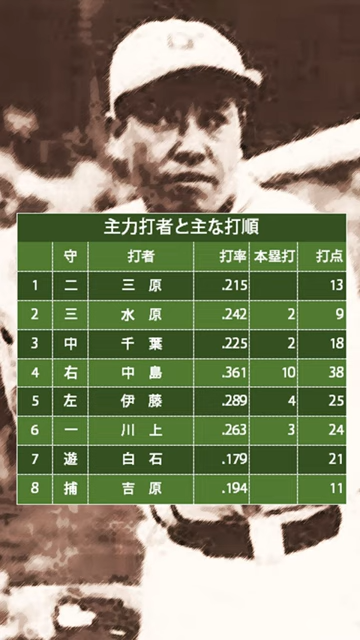 主力打者と主な打順
守 打者 打率 本塁打 打点
1 二 三原 .215 13
2 三 水原 .242 2 9
3 中 千葉 .225 2 18
4 右 中島 .361 10 38
5 左 伊藤 .289 4 25
6 一 川上 .263 3 24
7 遊 白石 .179 21
8 捕 吉原 .194 11